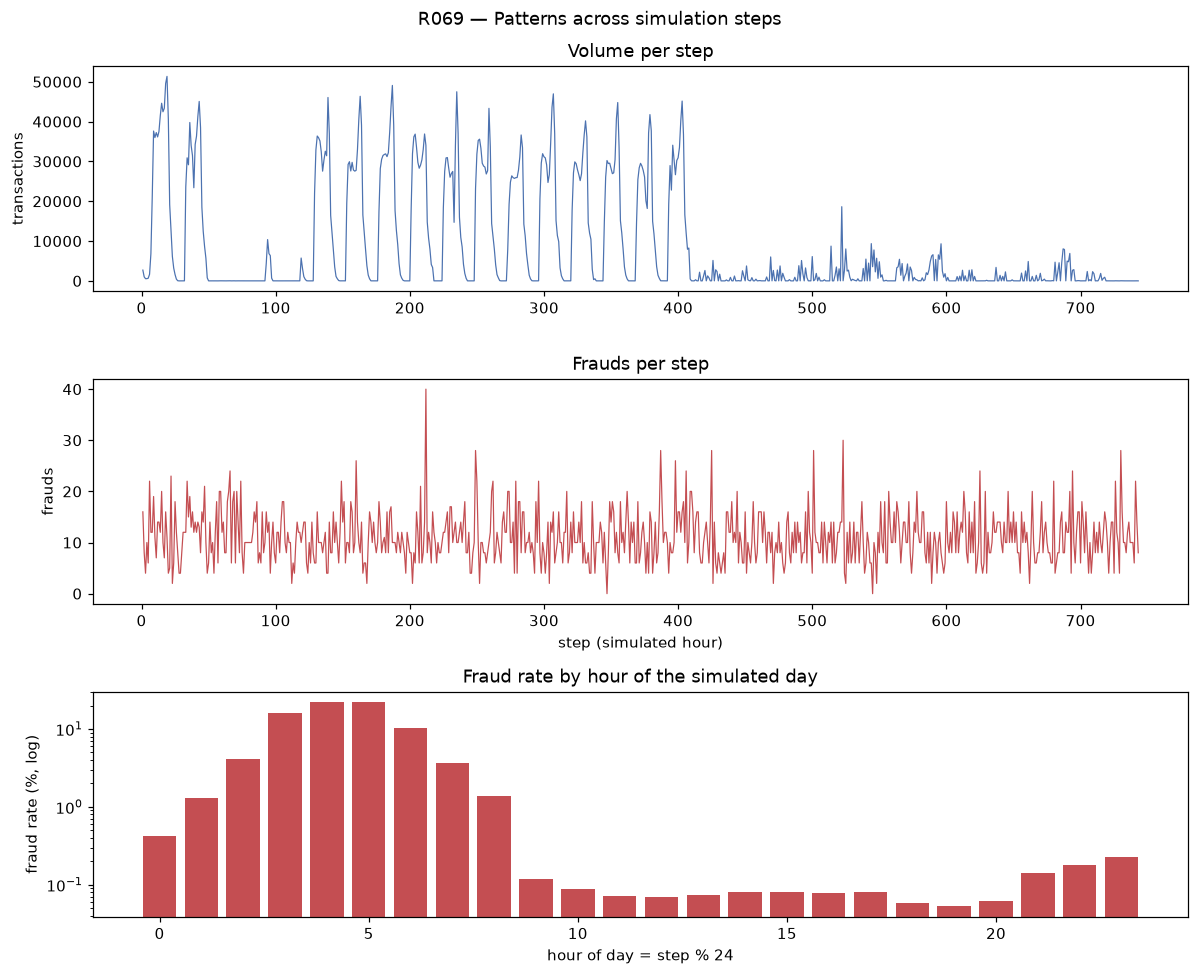 R069 — Patterns across simulation steps
Volume per step
transactions
50000
40000
30000
20000
10000
0
0 100 200 300 400 500 600 700
Frauds per step
frauds
40
30
20
10
0
0 100 200 300 400 500 600 700
step (simulated hour)
Fraud rate by hour of the simulated day
fraud rate (%, log)
10¹
10⁰
10⁻¹
0 5 10 15 20
hour of day = step % 24